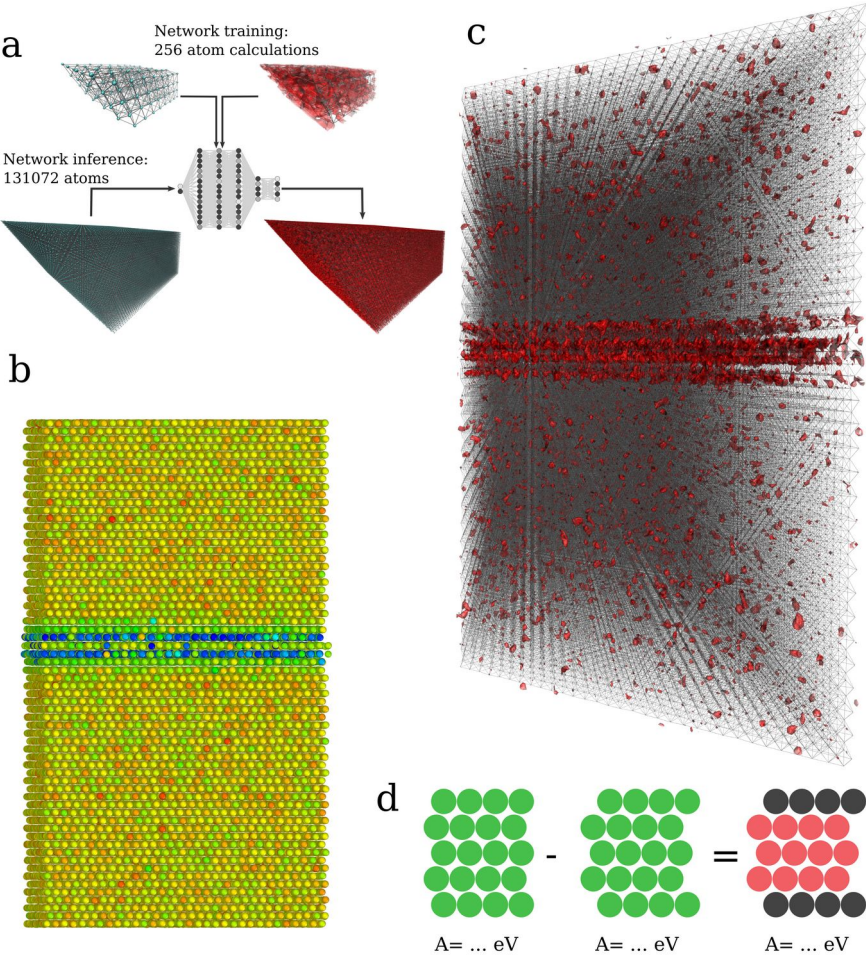 a
Network training:
256 atom calculations
Network inference:
131072 atoms
b
c
d
-
=
A= ... eV
A= ... eV
A= ... eV